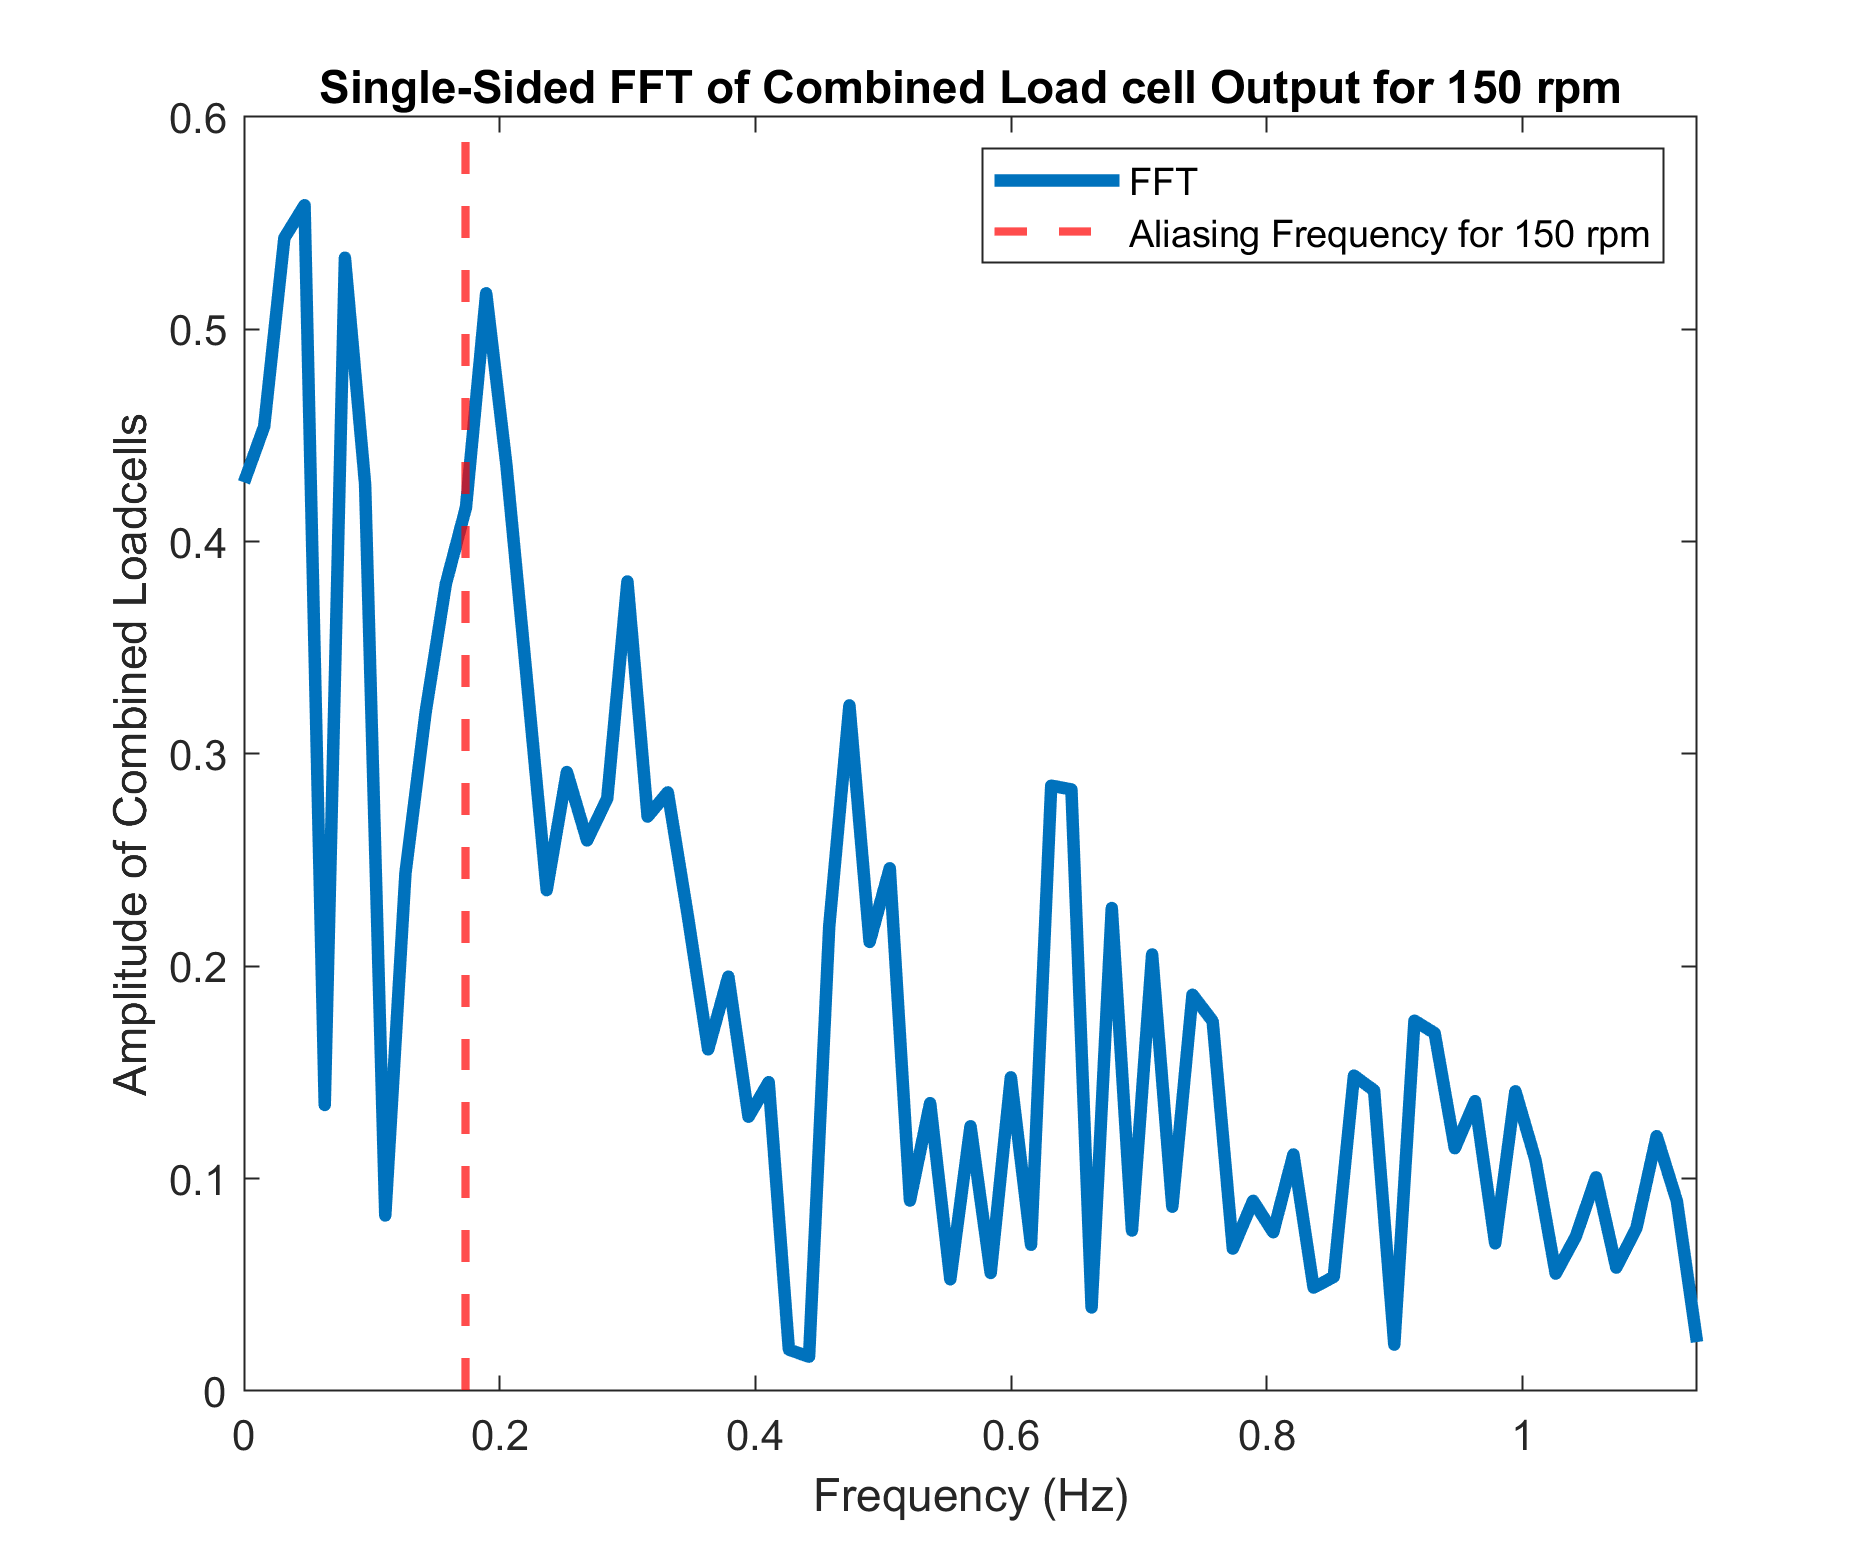 Single-Sided FFT of Combined Load cell Output for 150 rpm
FFT
Aliasing Frequency for 150 rpm
Amplitude of Combined Loadcells
0.6
0.5
0.4
0.3
0.2
0.1
0
0 0.2 0.4 0.6 0.8 1
Frequency (Hz)